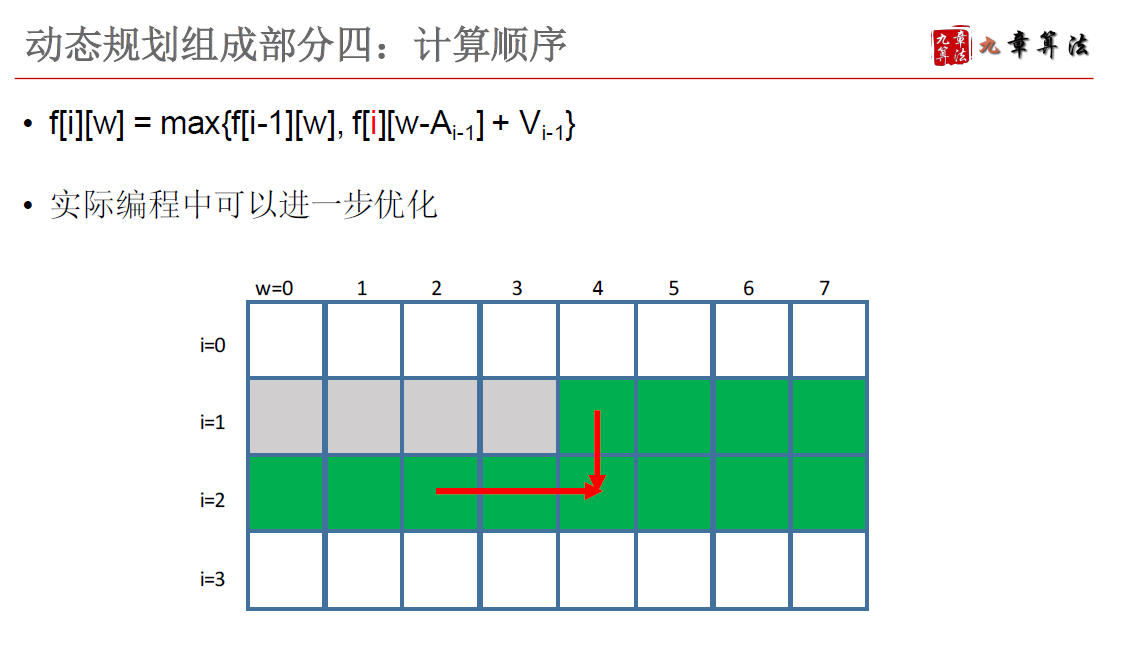 动态规划组成部分四：计算顺序
九章算法 九章算法
• f[i][w] = max{f[i-1][w], f[i][w-Aᵢ₋₁] + Vᵢ₋₁}
• 实际编程中可以进一步优化
w=0 1 2 3 4 5 6 7
i=0
i=1
i=2
i=3